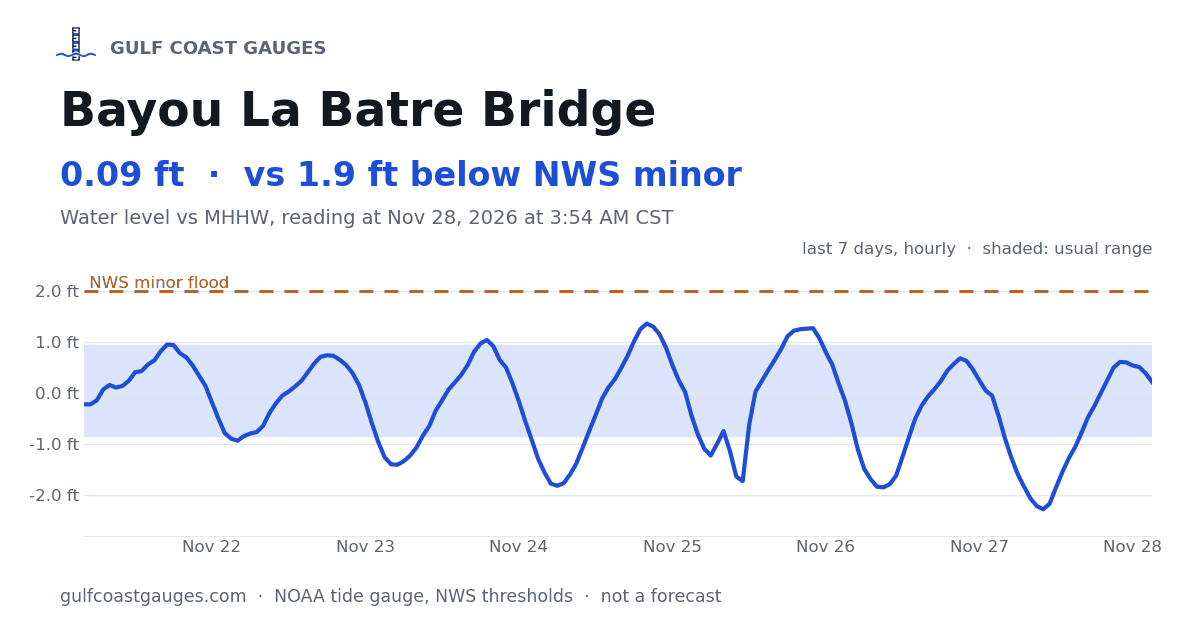 GULF COAST GAUGES
Bayou La Batre Bridge
0.09 ft · vs 1.9 ft below NWS minor
Water level vs MHHW, reading at Nov 28, 2026 at 3:54 AM CST
last 7 days, hourly · shaded: usual range
NWS minor flood
2.0 ft
1.0 ft
0.0 ft
-1.0 ft
-2.0 ft
Nov 22 Nov 23 Nov 24 Nov 25 Nov 26 Nov 27 Nov 28
gulfcoastgauges.com · NOAA tide gauge, NWS thresholds · not a forecast